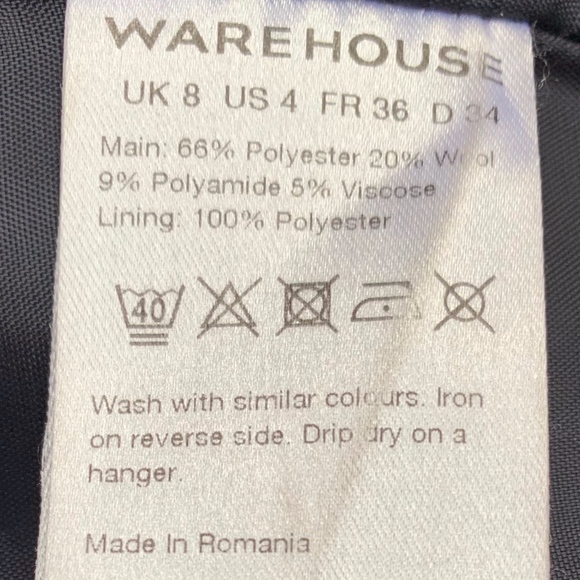 WAREHOUSE
UK 8 US 4 FR 36 D 34
Main: 66% Polyester 20% Wool
9% Polyamide 5% Viscose
Lining: 100% Polyester
40
Wash with similar colours. Iron
on reverse side. Drip dry on a
hanger.
Made In Romania